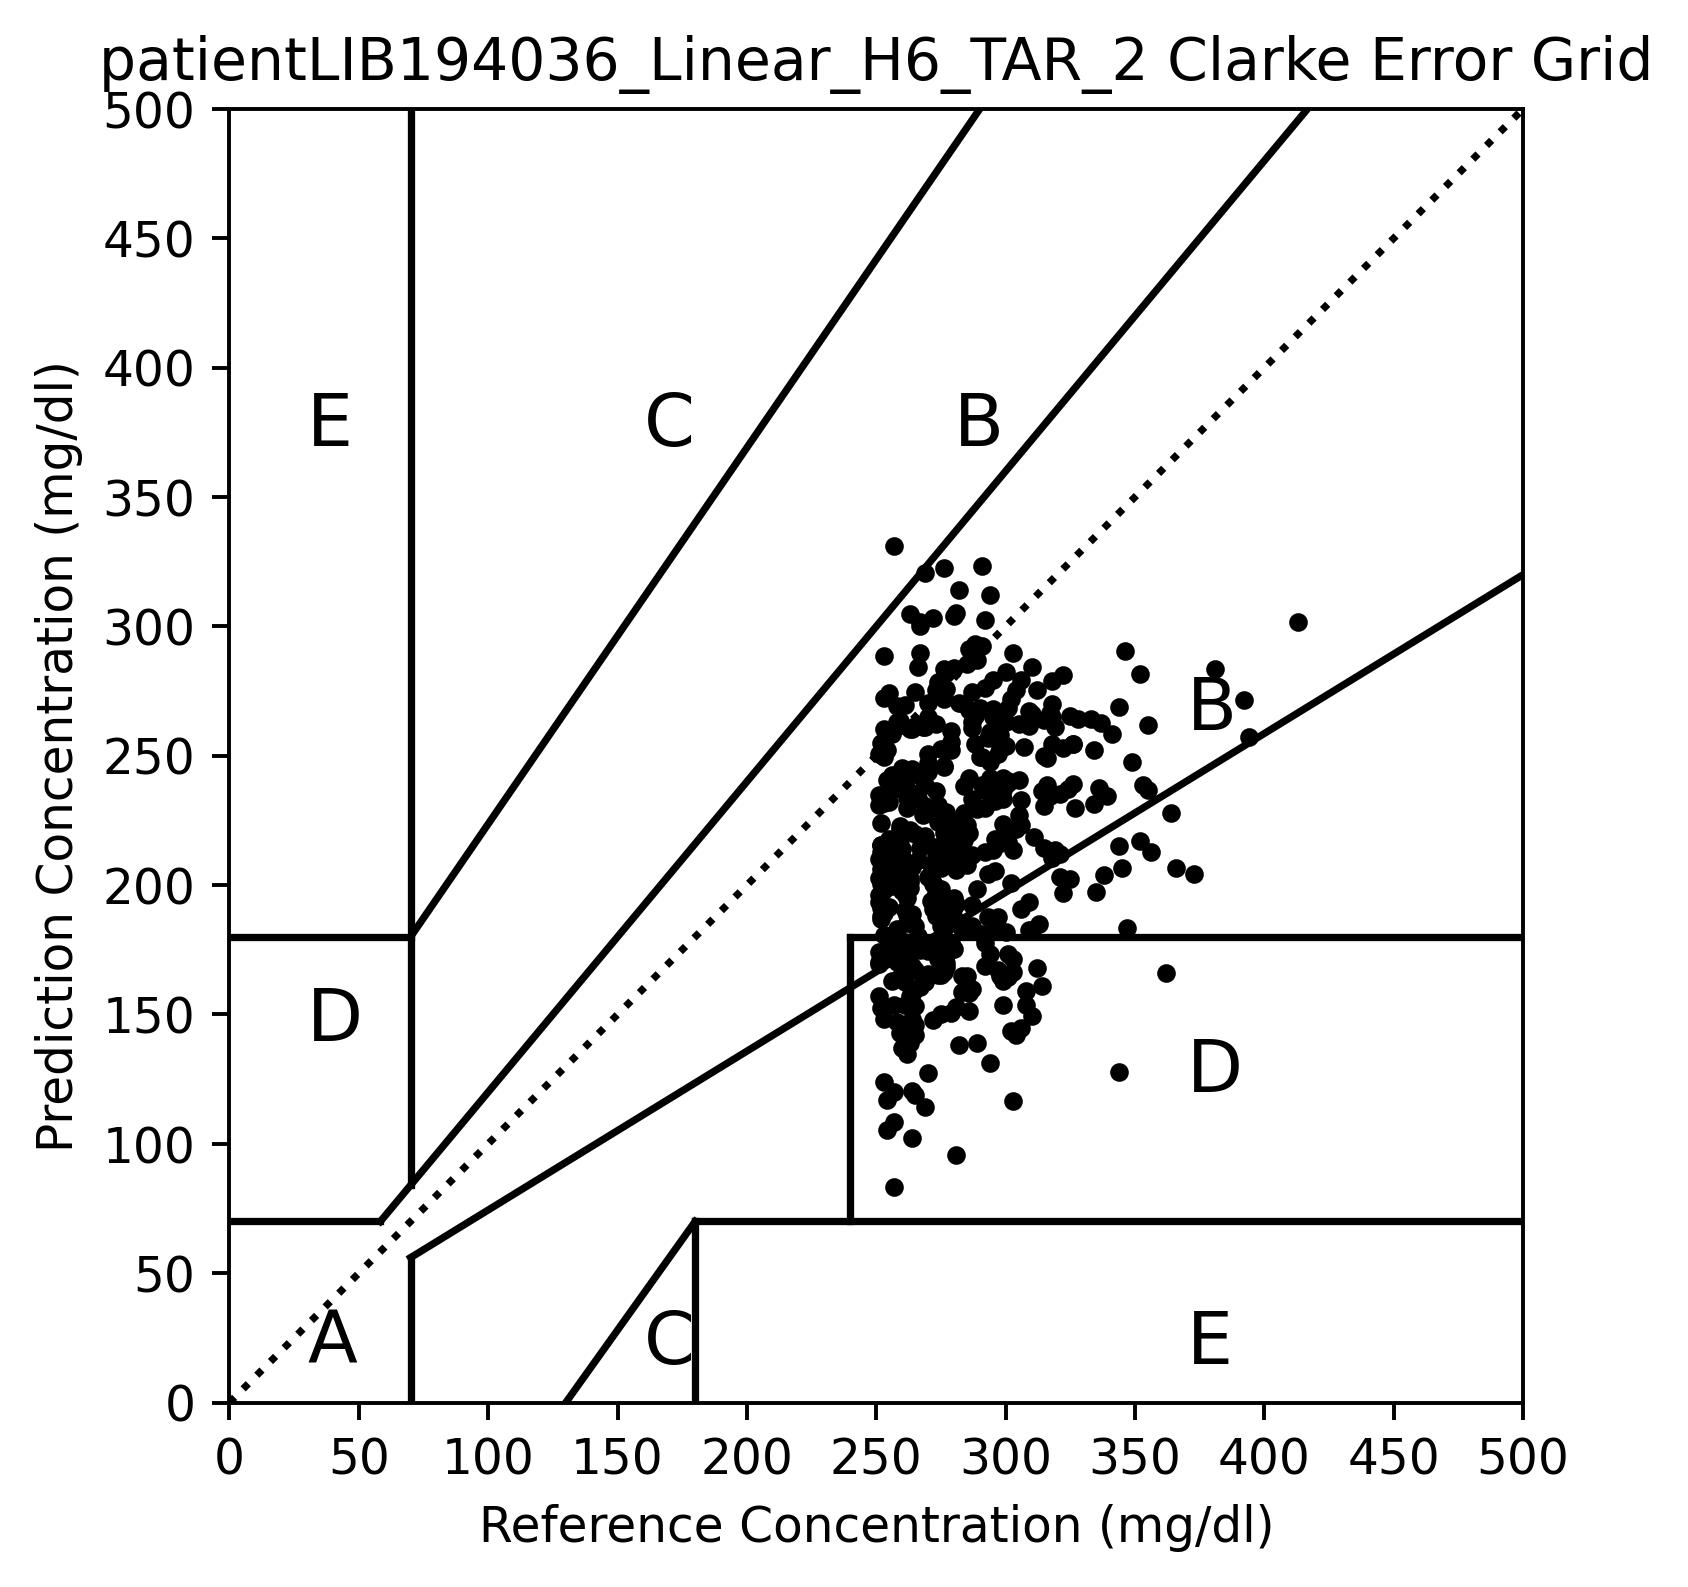 patientLIB194036_Linear_H6_TAR_2 Clarke Error Grid
Prediction Concentration (mg/dl)
500
450
400
350
300
250
200
150
100
50
0
E
C
B
B
D
D
A
C
E
0 50 100 150 200 250 300 350 400 450 500
Reference Concentration (mg/dl)